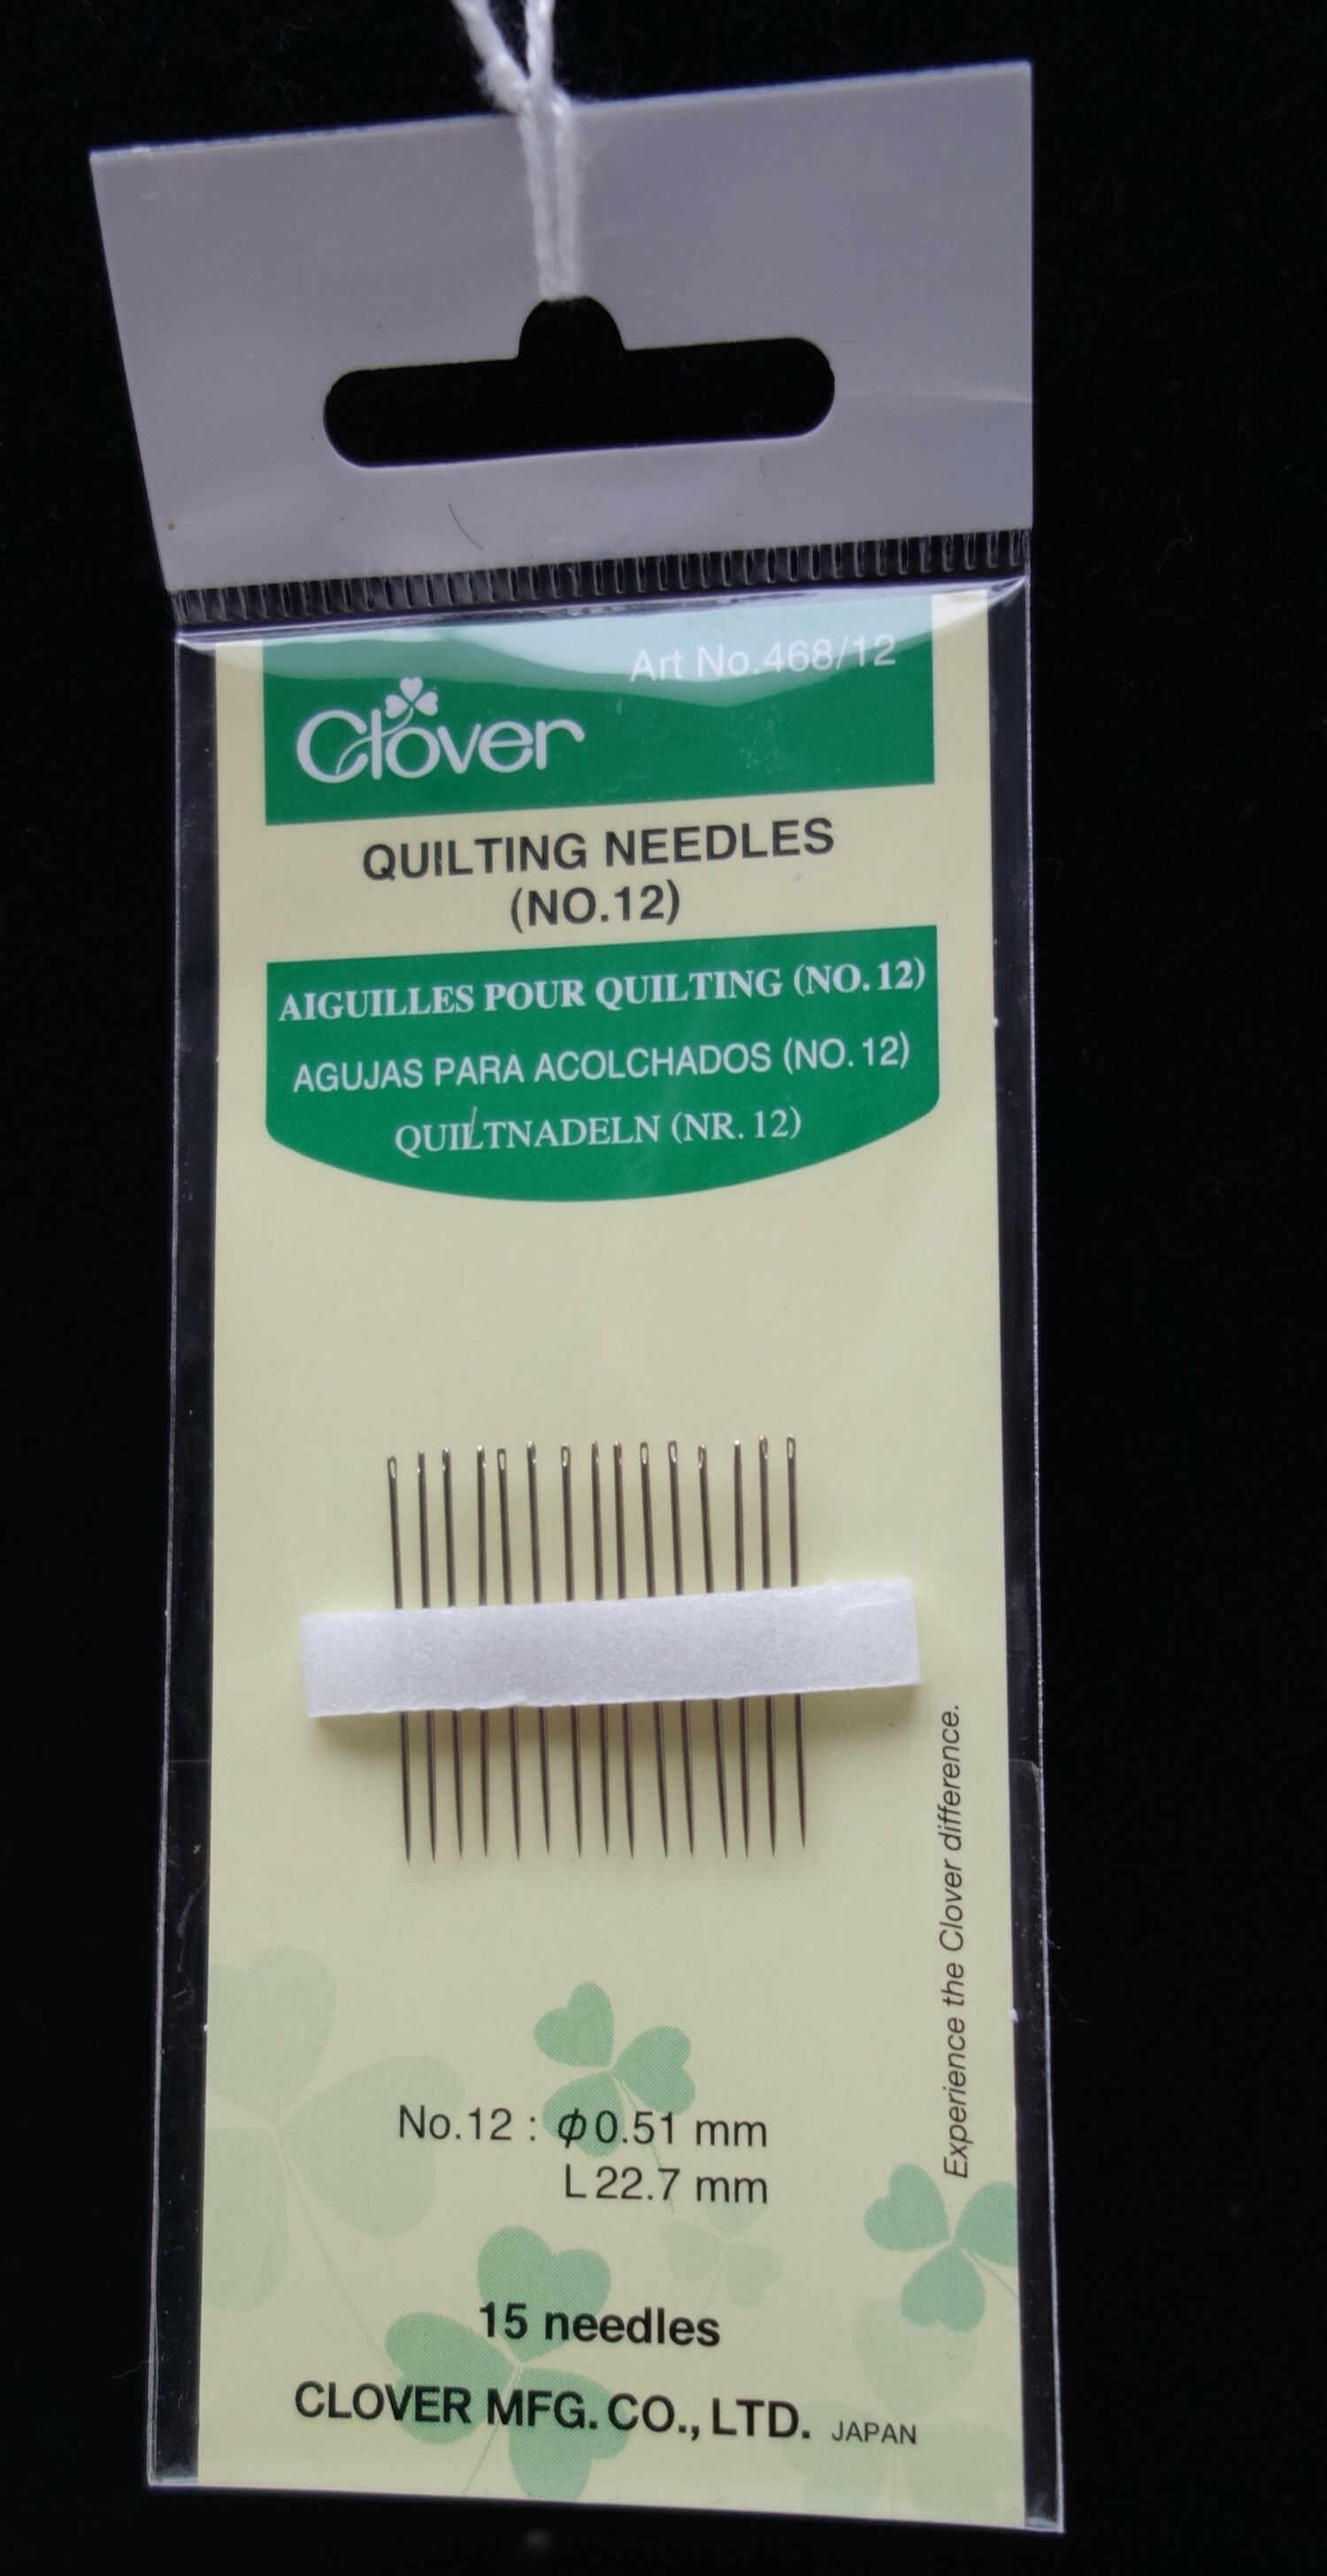 Art No.468/12
Clover
QUILTING NEEDLES
(NO.12)
AIGUILLES POUR QUILTING (NO. 12)
AGUJAS PARA ACOLCHADOS (NO. 12)
QUILTNADELN (NR. 12)
Experience the Clover difference.
No.12 : ϕ0.51 mm
L 22.7 mm
15 needles
CLOVER MFG. CO., LTD. JAPAN